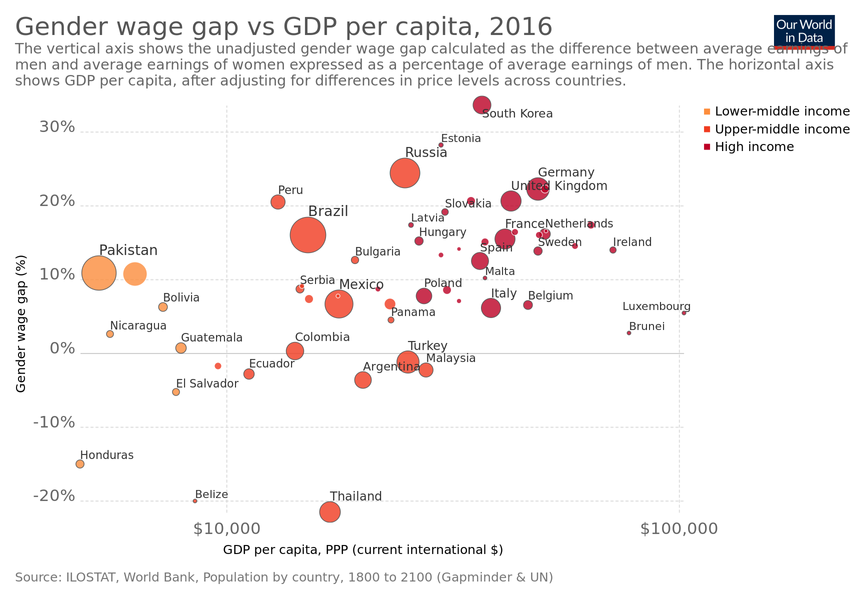 Gender wage gap vs GDP per capita, 2016
Our World
in Data
The vertical axis shows the unadjusted gender wage gap calculated as the difference between average earnings of
men and average earnings of women expressed as a percentage of average earnings of men. The horizontal axis
shows GDP per capita, after adjusting for differences in price levels across countries.
Lower-middle income
Upper-middle income
High income
30%
20%
10%
0%
-10%
-20%
Gender wage gap (%)
South Korea
Estonia
Russia
Germany
United Kingdom
Peru
Slovakia
Brazil
Latvia
France
Netherlands
Hungary
Sweden
Ireland
Spain
Bulgaria
Pakistan
Malta
Serbia
Mexico
Poland
Italy
Belgium
Bolivia
Panama
Luxembourg
Nicaragua
Brunei
Guatemala
Colombia
Turkey
Malaysia
Ecuador
Argentina
El Salvador
Honduras
Belize
Thailand
$10,000
$100,000
GDP per capita, PPP (current international $)
Source: ILOSTAT, World Bank, Population by country, 1800 to 2100 (Gapminder & UN)